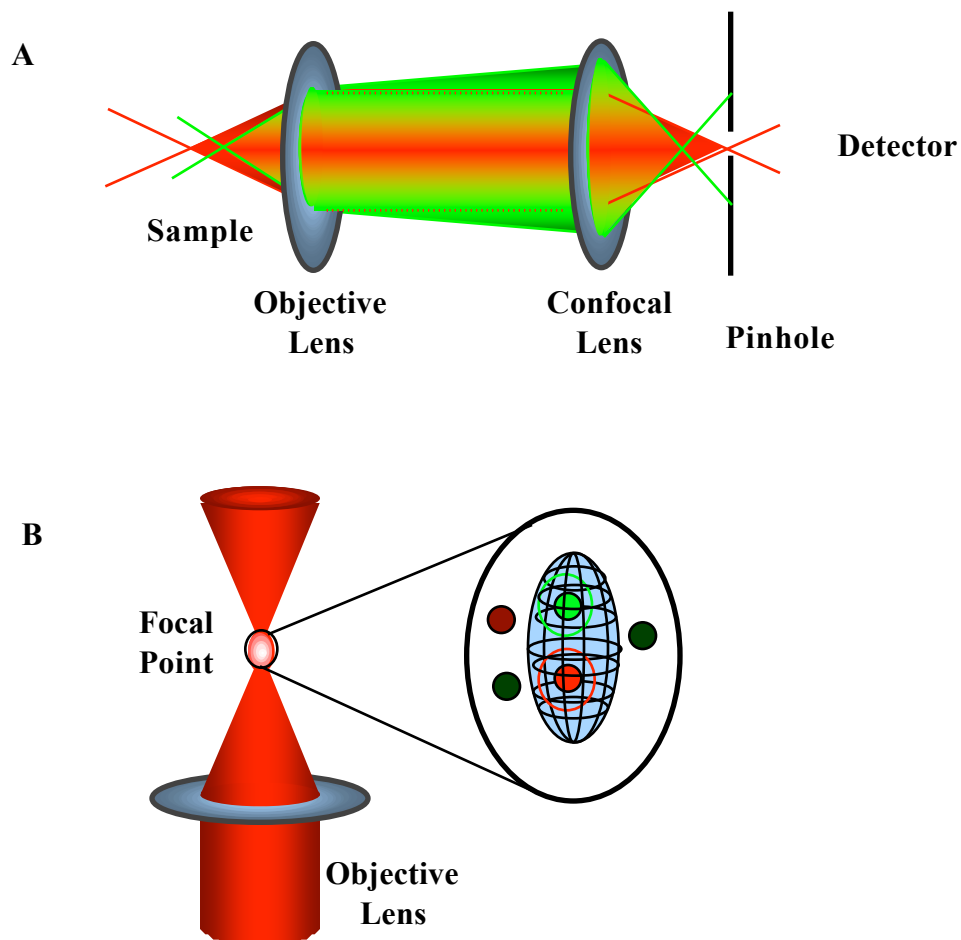 A
Detector
Sample
Objective
Lens
Confocal
Lens
Pinhole
B
Focal
Point
Objective
Lens